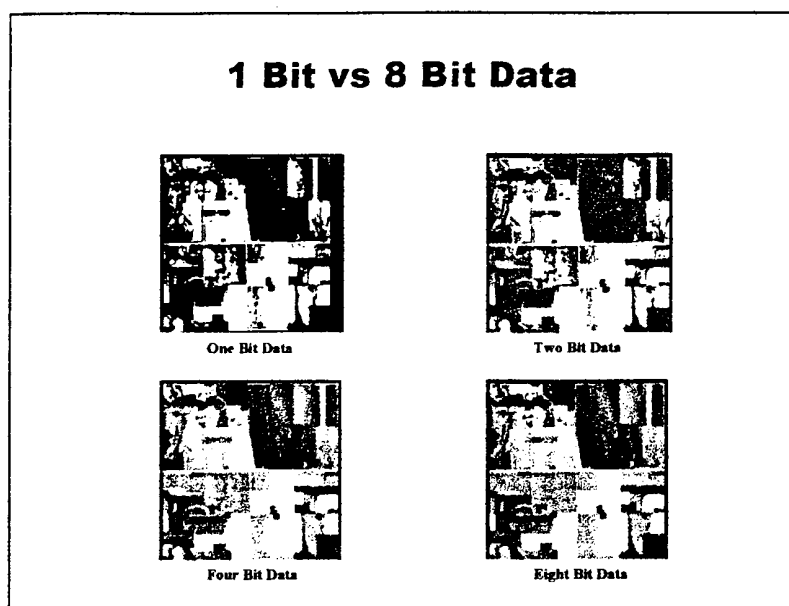 1 Bit vs 8 Bit Data
One Bit Data
Two Bit Data
Four Bit Data
Eight Bit Data